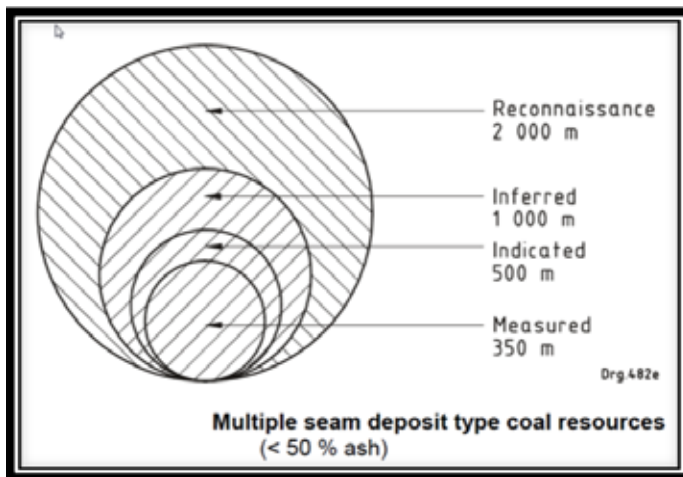 Reconnaissance
2 000 m
Inferred
1 000 m
Indicated
500 m
Measured
350 m
Drg.482e
Multiple seam deposit type coal resources
(< 50 % ash)